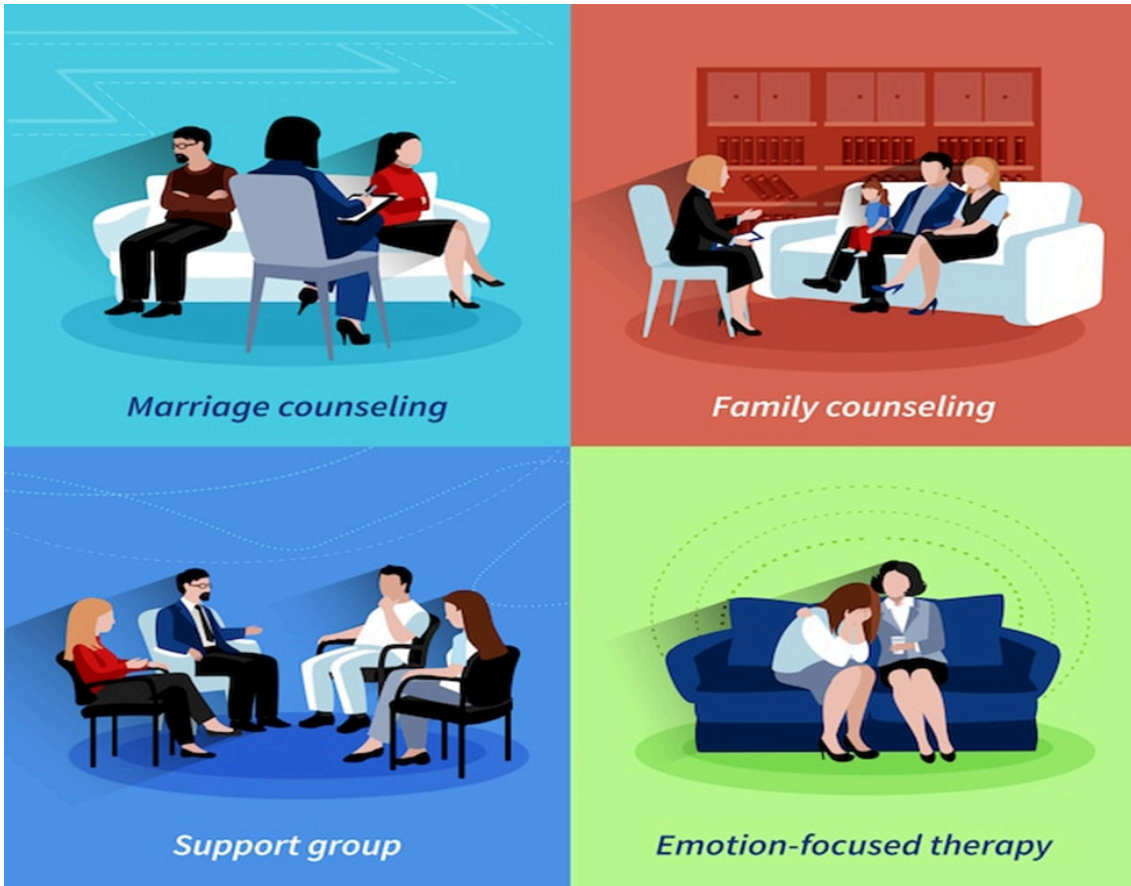 Marriage counseling
Family counseling
Support group
Emotion-focused therapy